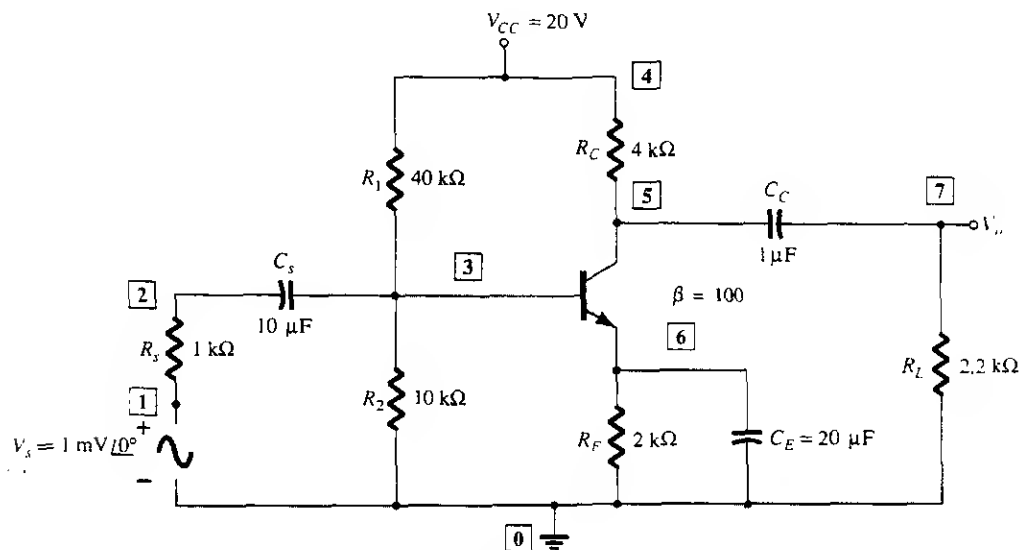 V_CC = 20 V
4
R_1 40 kΩ
R_C 4 kΩ
5
C_C
1 µF
7
V_o
2
C_s
10 µF
3
β = 100
R_s 1 kΩ
6
1
R_2 10 kΩ
R_L 2.2 kΩ
+
V_s = 1 mV /0°
−
R_E 2 kΩ
C_E = 20 µF
0